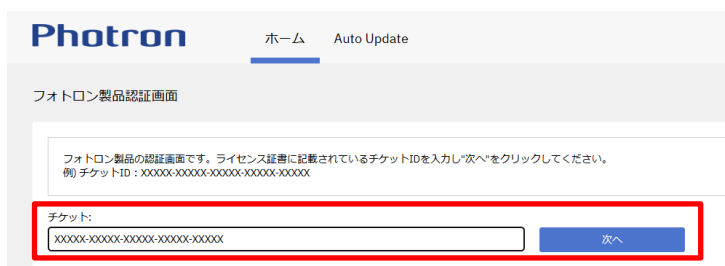 Photron
ホーム Auto Update
フォトロン製品認証画面
フォトロン製品の認証画面です。ライセンス証書に記載されているチケットIDを入力し"次へ"をクリックしてください。
例) チケットID：XXXXX-XXXXX-XXXXX-XXXXX-XXXXX
チケット:
XXXXX-XXXXX-XXXXX-XXXXX-XXXXX 次へ